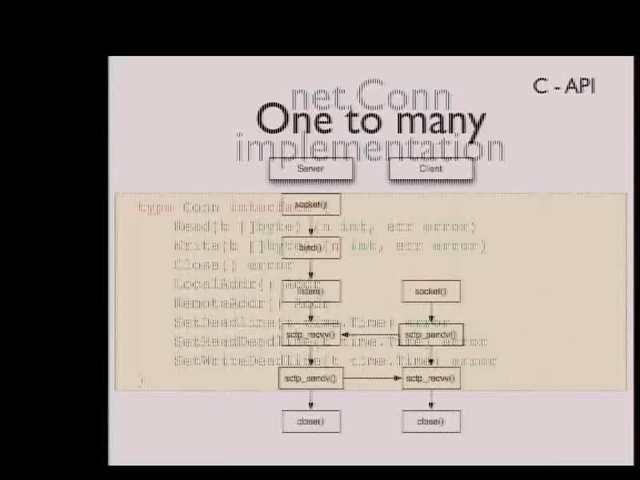 C - API
net.Conn
One to many
implementation
Server Client
socket()
type Conn interface {
Read(b []byte) (n int, err error)
bind()
Write(b []byte) (n int, err error)
Close() error
listen() socket()
LocalAddr() Addr
RemoteAddr() Addr
SetDeadline(t time.Time) error
sctp_recvv() sctp_sendv()
SetReadDeadline(t time.Time) error
SetWriteDeadline(t time.Time) error
sctp_sendv() sctp_recvv()
}
close() close()